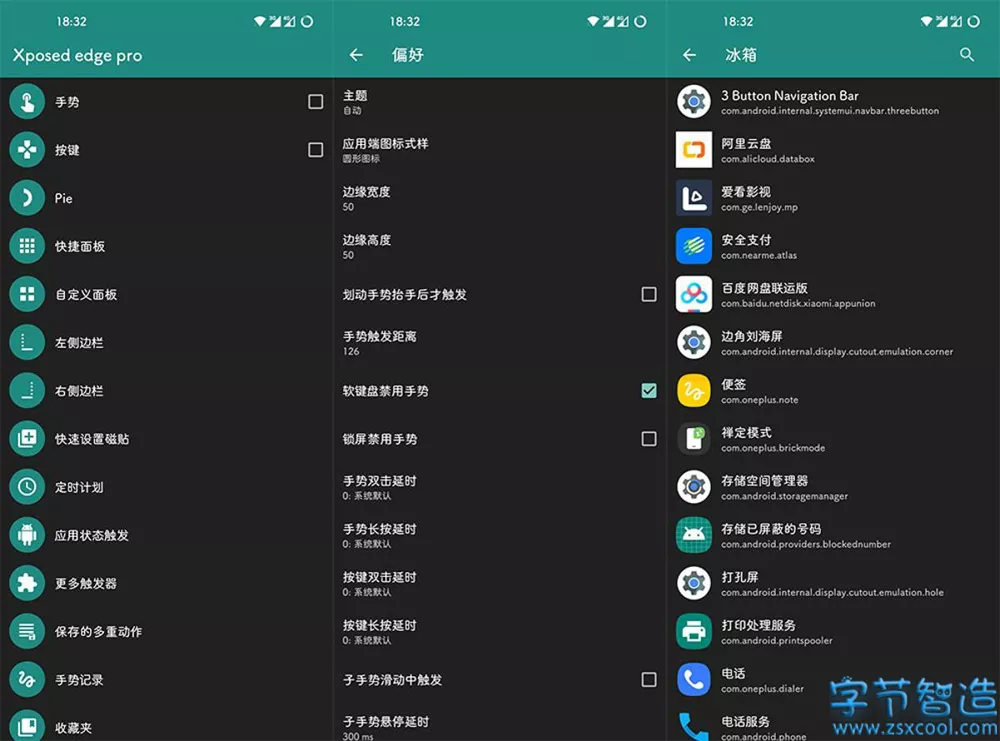 18:32
Xposed edge pro
手势
按键
Pie
快捷面板
自定义面板
左侧边栏
右侧边栏
快速设置磁贴
定时计划
应用状态触发
更多触发器
保存的多重动作
手势记录
收藏夹
18:32
偏好
主题
自动
应用端图标式样
圆形图标
边缘宽度
50
边缘高度
50
划动手势抬手后才触发
手势触发距离
126
软键盘禁用手势
锁屏禁用手势
手势双击延时
0: 系统默认
手势长按延时
0: 系统默认
按键双击延时
0: 系统默认
按键长按延时
0: 系统默认
子手势滑动中触发
子手势悬停延时
300 ms
18:32
冰箱
3 Button Navigation Bar
com.android.internal.systemui.navbar.threebutton
阿里云盘
com.alicloud.databox
爱看影视
com.ge.lenjoy.mp
安全支付
com.nearme.atlas
百度网盘联运版
com.baidu.netdisk.xiaomi.appunion
边角刘海屏
com.android.internal.display.cutout.emulation.corner
便签
com.oneplus.note
禅定模式
com.oneplus.brickmode
存储空间管理器
com.android.storagemanager
存储已屏蔽的号码
com.android.providers.blockednumber
打孔屏
com.android.internal.display.cutout.emulation.hole
打印处理服务
com.android.printspooler
电话
com.oneplus.dialer
电话服务
com.android.phone
字节智造
www.zsxcool.com